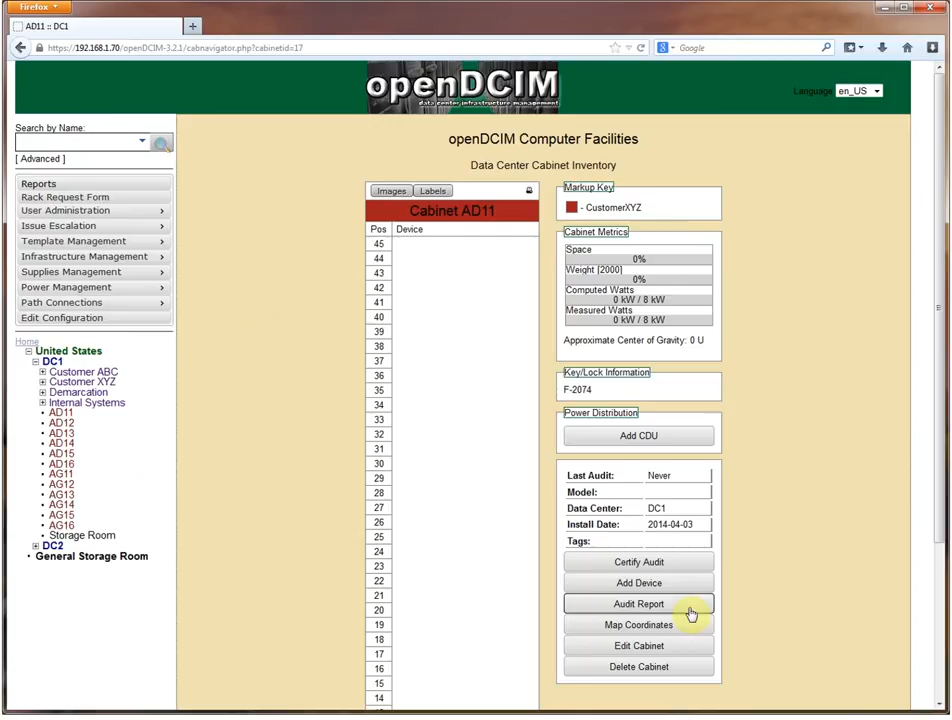 Firefox
AD11 :: DC1
https://192.168.1.70/openDCIM-3.2.1/cabnavigator.php?cabinetid=17
Google
openDCIM
data center infrastructure management
Language
en_US
Search by Name:
[ Advanced ]
Reports
Rack Request Form
User Administration
Issue Escalation
Template Management
Infrastructure Management
Supplies Management
Power Management
Path Connections
Edit Configuration
Home
United States
DC1
Customer ABC
Customer XYZ
Demarcation
Internal Systems
AD11
AD12
AD13
AD14
AD15
AD16
AG11
AG12
AG13
AG14
AG15
AG16
Storage Room
DC2
General Storage Room
openDCIM Computer Facilities
Data Center Cabinet Inventory
Images
Labels
Cabinet AD11
Pos Device
45
44
43
42
41
40
39
38
37
36
35
34
33
32
31
30
29
28
27
26
25
24
23
22
21
20
19
18
17
16
15
14
Markup Key
- CustomerXYZ
Cabinet Metrics
Space
0%
Weight [2000]
0%
Computed Watts
0 kW / 8 kW
Measured Watts
0 kW / 8 kW
Approximate Center of Gravity: 0 U
Key/Lock Information
F-2074
Power Distribution
Add CDU
Last Audit: Never
Model:
Data Center: DC1
Install Date: 2014-04-03
Tags:
Certify Audit
Add Device
Audit Report
Map Coordinates
Edit Cabinet
Delete Cabinet